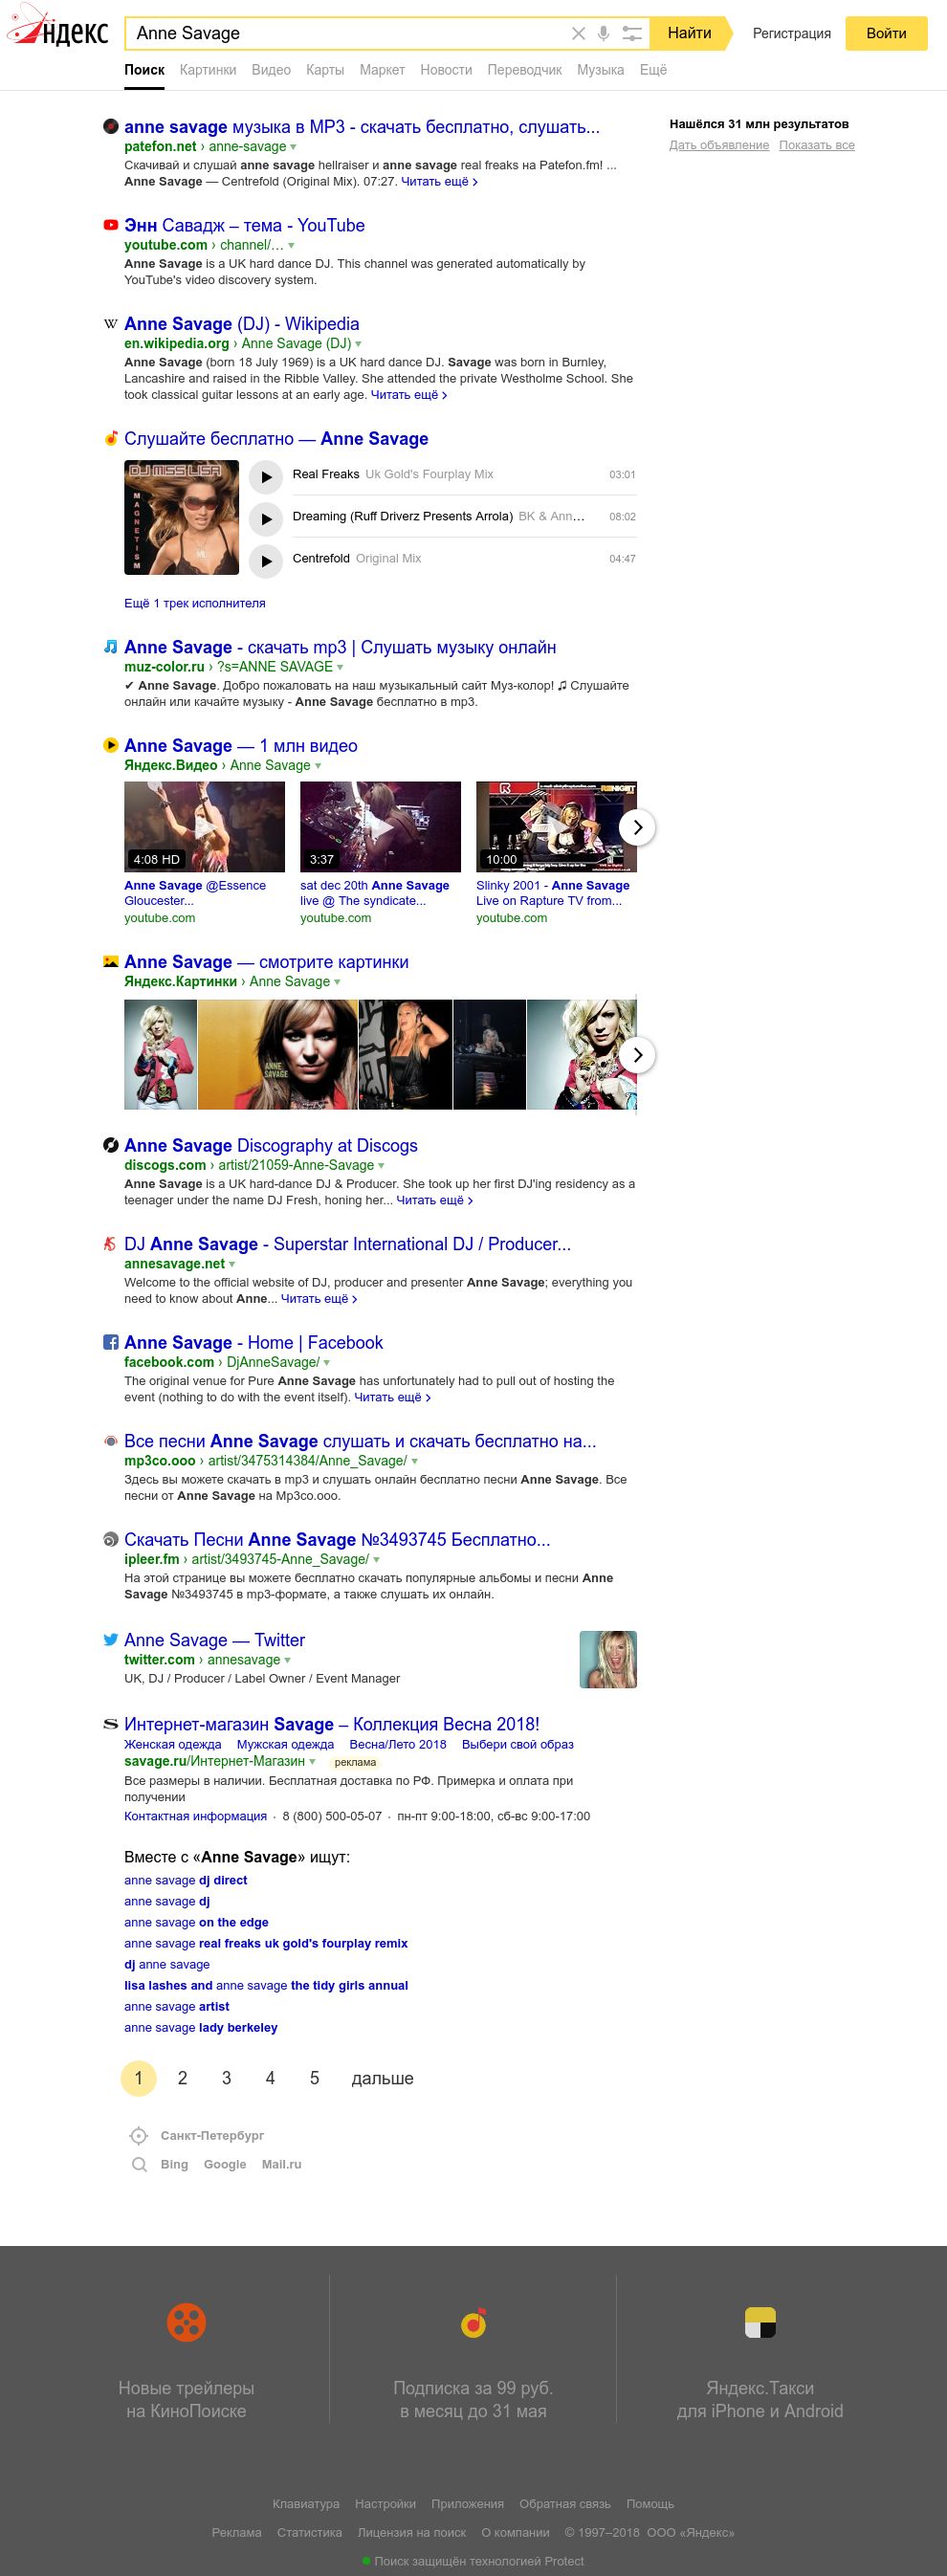 Яндекс
Anne Savage
Найти
Регистрация
Войти
Поиск Картинки Видео Карты Маркет Новости Переводчик Музыка Ещё
Нашёлся 31 млн результатов
Дать объявление Показать все
anne savage музыка в MP3 - скачать бесплатно, слушать...
patefon.net › anne-savage
Скачивай и слушай anne savage hellraiser и anne savage real freaks на Patefon.fm! ...
Anne Savage — Centrefold (Original Mix). 07:27. Читать ещё
Энн Савадж – тема - YouTube
youtube.com › channel/…
Anne Savage is a UK hard dance DJ. This channel was generated automatically by
YouTube's video discovery system.
Anne Savage (DJ) - Wikipedia
en.wikipedia.org › Anne Savage (DJ)
Anne Savage (born 18 July 1969) is a UK hard dance DJ. Savage was born in Burnley,
Lancashire and raised in the Ribble Valley. She attended the private Westholme School. She
took classical guitar lessons at an early age. Читать ещё
Слушайте бесплатно — Anne Savage
DJ MISS LISA
MAGNETISM
Real Freaks Uk Gold's Fourplay Mix 03:01
Dreaming (Ruff Driverz Presents Arrola) BK & Ann… 08:02
Centrefold Original Mix 04:47
Ещё 1 трек исполнителя
Anne Savage - скачать mp3 | Слушать музыку онлайн
muz-color.ru › ?s=ANNE SAVAGE
✔ Anne Savage. Добро пожаловать на наш музыкальный сайт Муз-колор! ♫ Слушайте
онлайн или качайте музыку - Anne Savage бесплатно в mp3.
Anne Savage — 1 млн видео
Яндекс.Видео › Anne Savage
4:08 HD 3:37 10:00
Anne Savage @Essence
Gloucester...
youtube.com
sat dec 20th Anne Savage
live @ The syndicate...
youtube.com
Slinky 2001 - Anne Savage
Live on Rapture TV from...
youtube.com
Anne Savage — смотрите картинки
Яндекс.Картинки › Anne Savage
ANNE
SAVAGE
Anne Savage Discography at Discogs
discogs.com › artist/21059-Anne-Savage
Anne Savage is a UK hard-dance DJ & Producer. She took up her first DJ'ing residency as a
teenager under the name DJ Fresh, honing her... Читать ещё
DJ Anne Savage - Superstar International DJ / Producer...
annesavage.net
Welcome to the official website of DJ, producer and presenter Anne Savage; everything you
need to know about Anne... Читать ещё
Anne Savage - Home | Facebook
facebook.com › DjAnneSavage/
The original venue for Pure Anne Savage has unfortunately had to pull out of hosting the
event (nothing to do with the event itself). Читать ещё
Все песни Anne Savage слушать и скачать бесплатно на...
mp3co.ooo › artist/3475314384/Anne_Savage/
Здесь вы можете скачать в mp3 и слушать онлайн бесплатно песни Anne Savage. Все
песни от Anne Savage на Mp3co.ooo.
Скачать Песни Anne Savage №3493745 Бесплатно...
ipleer.fm › artist/3493745-Anne_Savage/
На этой странице вы можете бесплатно скачать популярные альбомы и песни Anne
Savage №3493745 в mp3-формате, а также слушать их онлайн.
Anne Savage — Twitter
twitter.com › annesavage
UK, DJ / Producer / Label Owner / Event Manager
Интернет-магазин Savage – Коллекция Весна 2018!
Женская одежда Мужская одежда Весна/Лето 2018 Выбери свой образ
savage.ru/Интернет-Магазин реклама
Все размеры в наличии. Бесплатная доставка по РФ. Примерка и оплата при
получении
Контактная информация · 8 (800) 500-05-07 · пн-пт 9:00-18:00, сб-вс 9:00-17:00
Вместе с «Anne Savage» ищут:
anne savage dj direct
anne savage dj
anne savage on the edge
anne savage real freaks uk gold's fourplay remix
dj anne savage
lisa lashes and anne savage the tidy girls annual
anne savage artist
anne savage lady berkeley
1 2 3 4 5 дальше
Санкт-Петербург
Bing Google Mail.ru
Новые трейлеры
на КиноПоиске
Подписка за 99 руб.
в месяц до 31 мая
Яндекс.Такси
для iPhone и Android
Клавиатура Настройки Приложения Обратная связь Помощь
Реклама Статистика Лицензия на поиск О компании © 1997–2018 ООО «Яндекс»
Поиск защищён технологией Protect